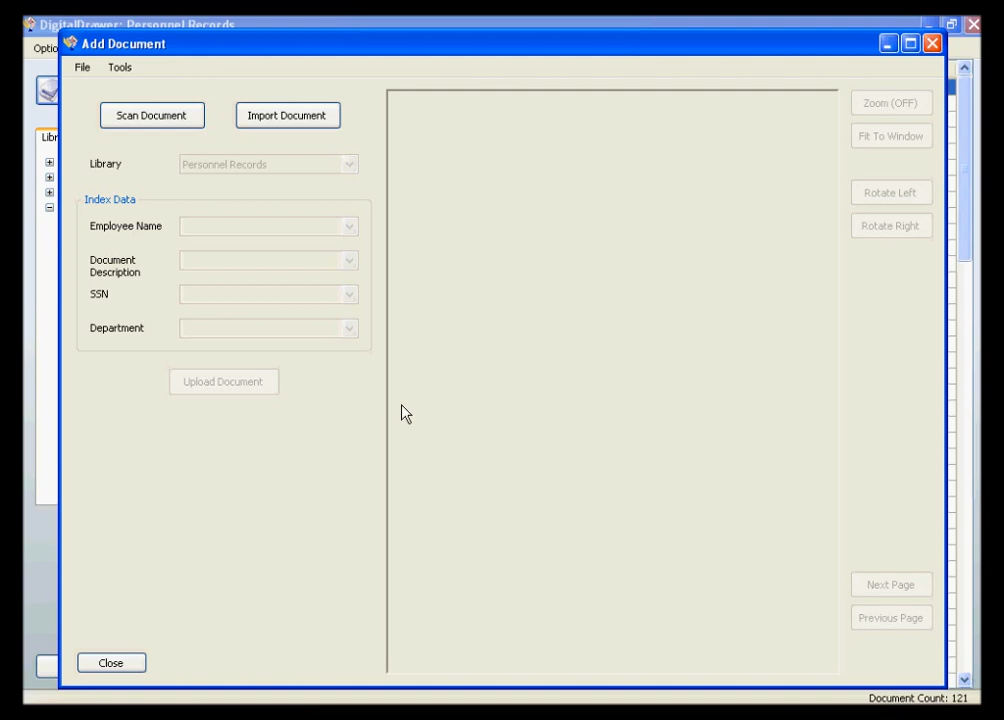 DigitalDrawer: Personnel Records
Optio
Add Document
File Tools
Scan Document Import Document
Zoom (OFF)
Fit To Window
Libr
Library Personnel Records
Rotate Left
Index Data
Employee Name
Rotate Right
Document
Description
SSN
Department
Upload Document
Next Page
Previous Page
Close
Document Count: 121